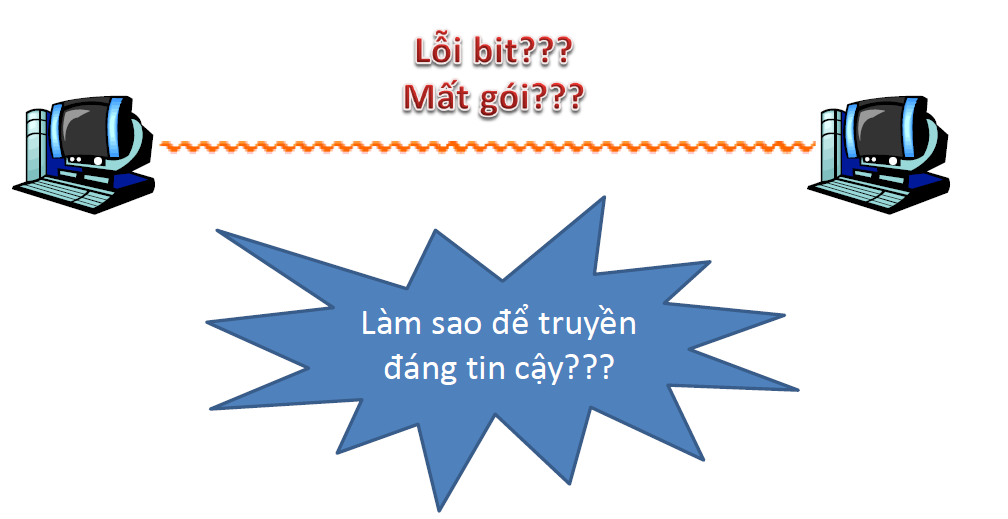 Lỗi bit???
Mất gói???
Làm sao để truyền
đáng tin cậy???